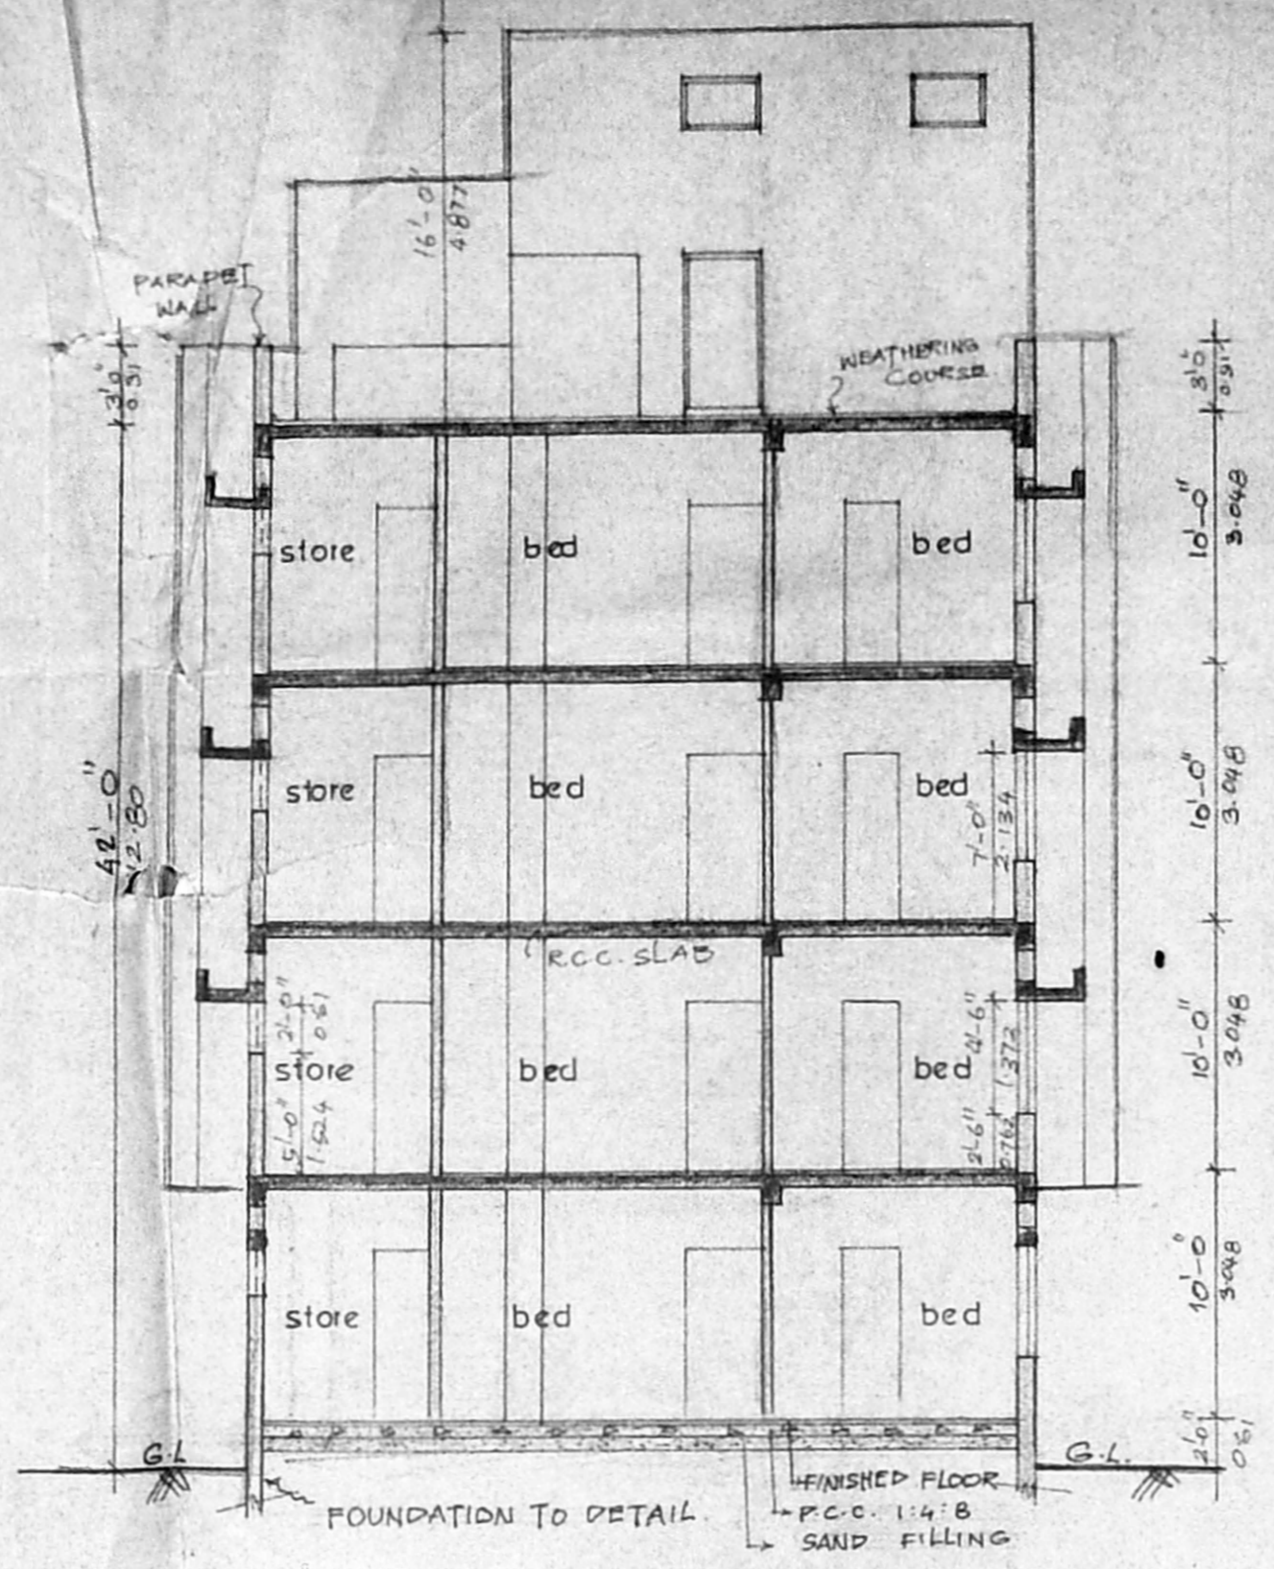 16'-0"
4.877
PARAPET
WALL
WEATHERING
COURSE
3'0"
0.91
3'0"
0.91
store
bed
bed
10'-0"
3.048
store
bed
bed
7'-0"
2.134
10'-0"
3.048
42'-0"
12.80
R.C.C. SLAB
2'-0"
0.61
store
5'-0"
1.524
bed
bed
4'-6"
1.372
2'-6"
0.762
10'-0"
3.048
store
bed
bed
10'-0"
3.048
2'0"
0.61
G.L
G.L.
FOUNDATION TO DETAIL.
FINISHED FLOOR
P.C.C. 1:4:8
SAND FILLING